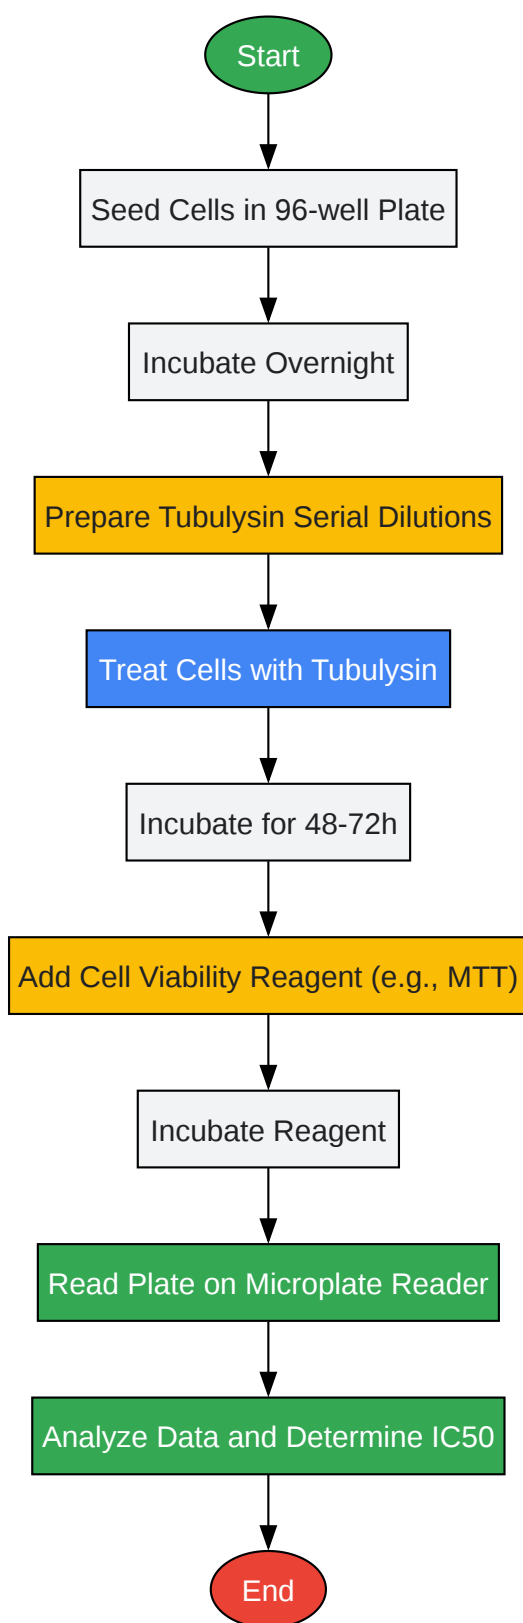 Start
Seed Cells in 96-well Plate
Incubate Overnight
Prepare Tubulysin Serial Dilutions
Treat Cells with Tubulysin
Incubate for 48-72h
Add Cell Viability Reagent (e.g., MTT)
Incubate Reagent
Read Plate on Microplate Reader
Analyze Data and Determine IC50
End